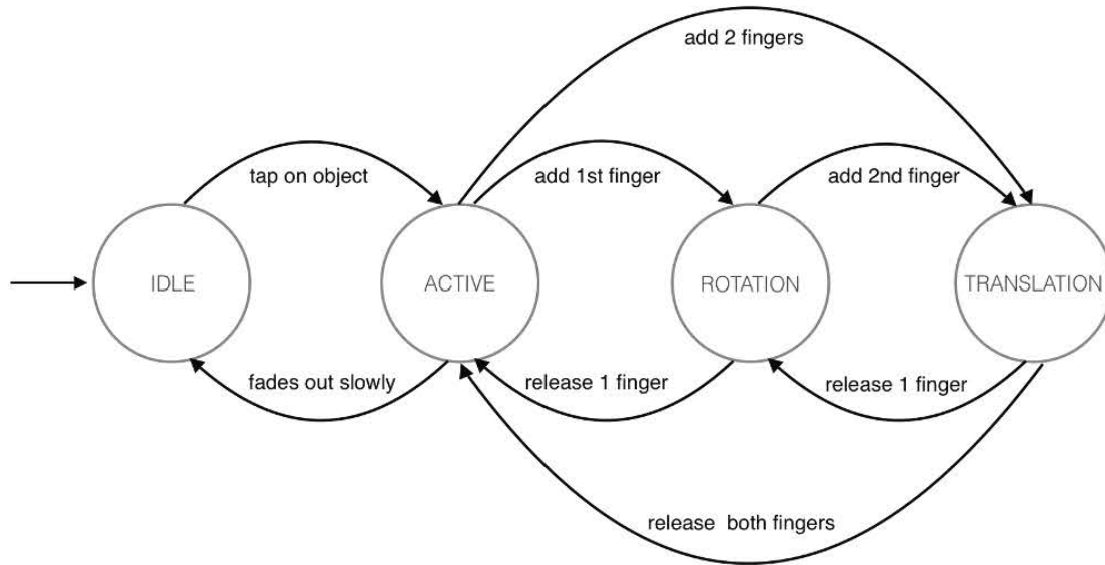 add 2 fingers
tap on object
add 1st finger
add 2nd finger
IDLE
ACTIVE
ROTATION
TRANSLATION
fades out slowly
release 1 finger
release 1 finger
release both fingers